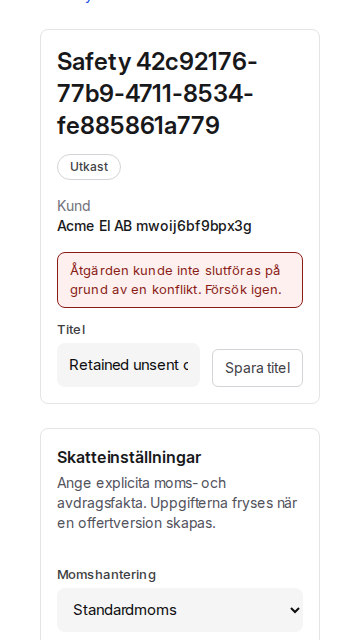 Safety 42c92176-
77b9-4711-8534-
fe885861a779
Utkast
Kund
Acme El AB mwoij6bf9bpx3g
Åtgärden kunde inte slutföras på
grund av en konflikt. Försök igen.
Titel
Retained unsent
Spara titel
Skatteinställningar
Ange explicita moms- och
avdragsfakta. Uppgifterna fryses när
en offertversion skapas.
Momshantering
Standardmoms